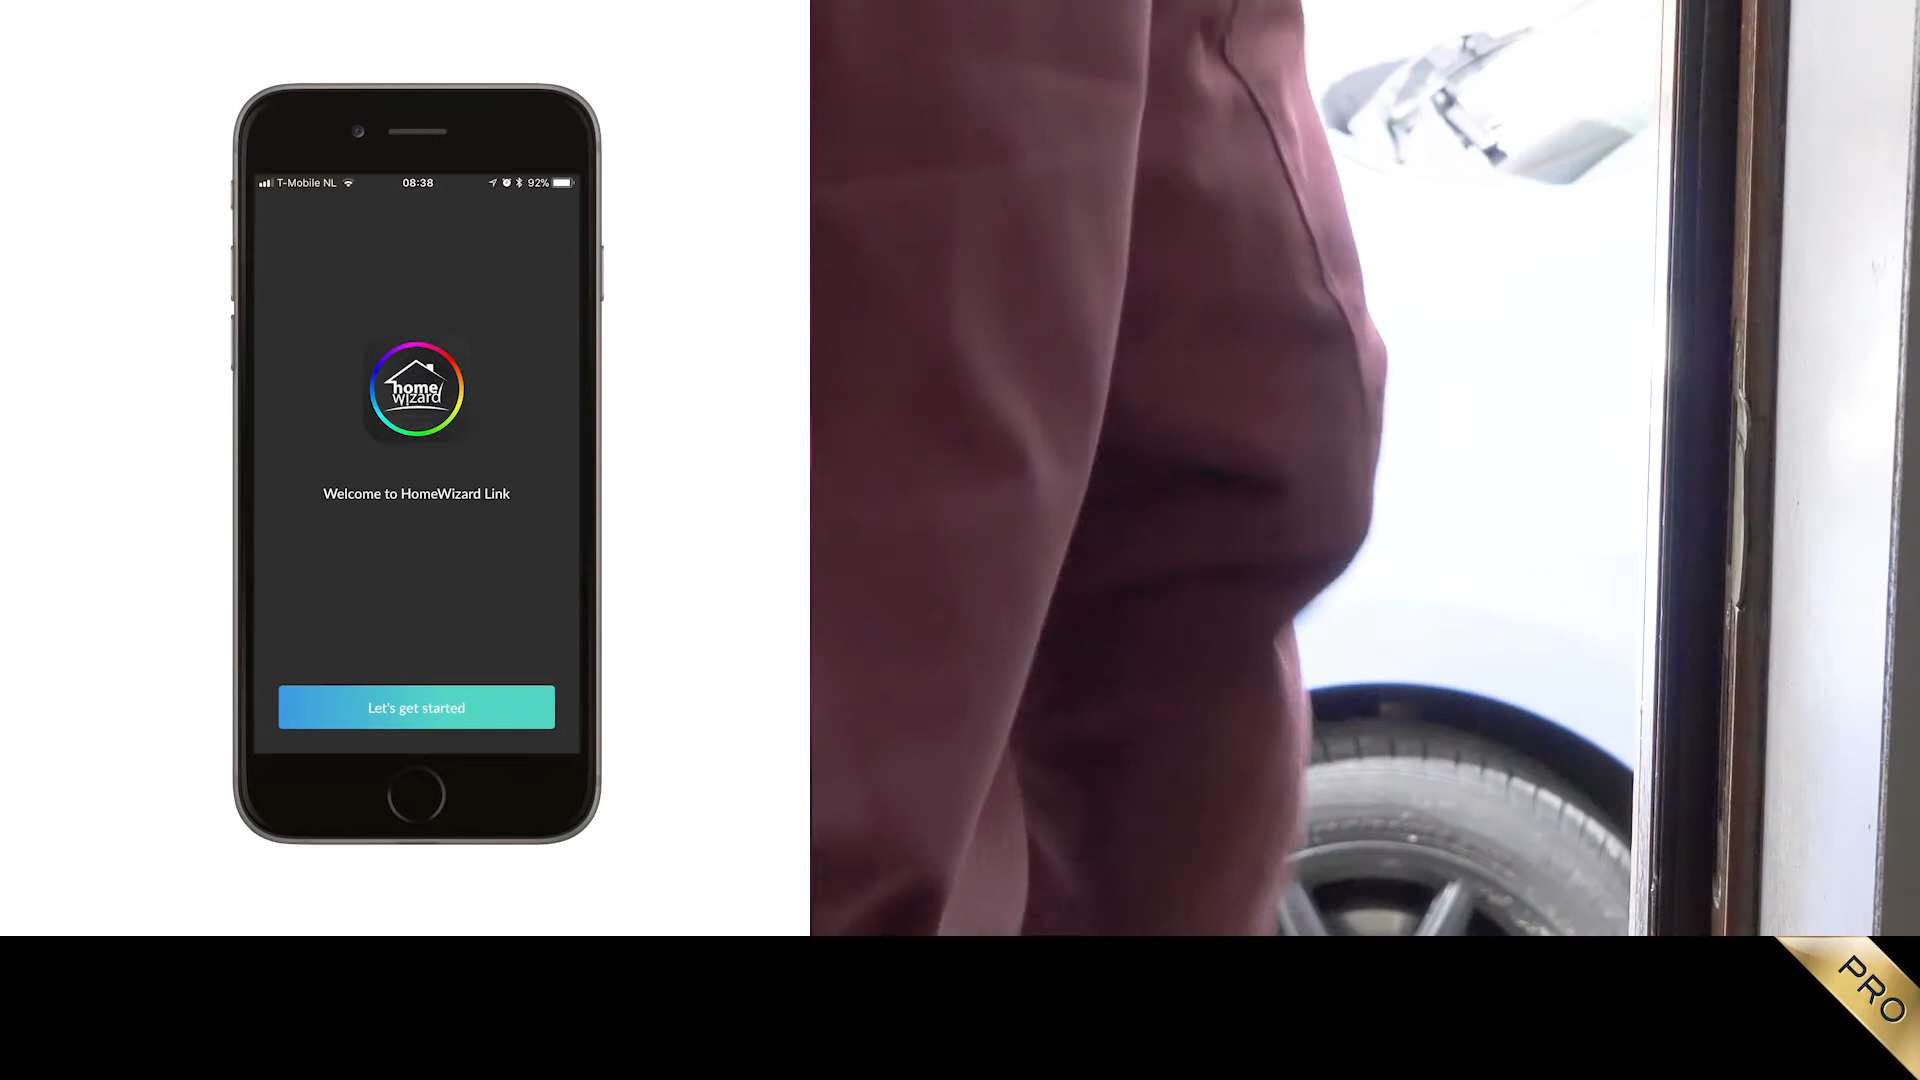 T-Mobile NL 08:38 92%
home
wizard
Welcome to HomeWizard Link
Let's get started
PRO